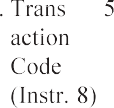 . Trans 5
action
Code
(Instr. 8)